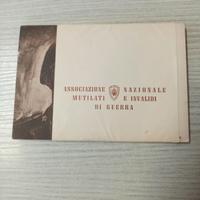 ASSOCIAZIONE NAZIONALE
MUTILATI E INVALIDI
DI GUERRA